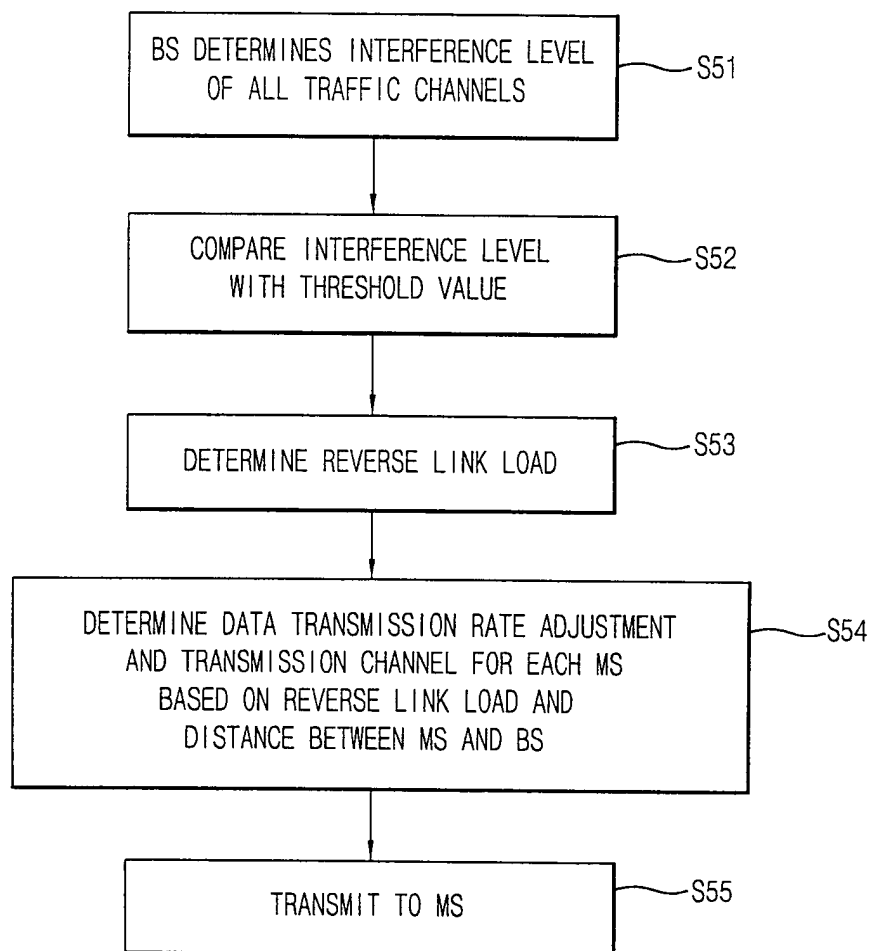 BS DETERMINES INTERFERENCE LEVEL
OF ALL TRAFFIC CHANNELS
S51
COMPARE INTERFERENCE LEVEL
WITH THRESHOLD VALUE
S52
DETERMINE REVERSE LINK LOAD
S53
DETERMINE DATA TRANSMISSION RATE ADJUSTMENT
AND TRANSMISSION CHANNEL FOR EACH MS
BASED ON REVERSE LINK LOAD AND
DISTANCE BETWEEN MS AND BS
S54
TRANSMIT TO MS
S55